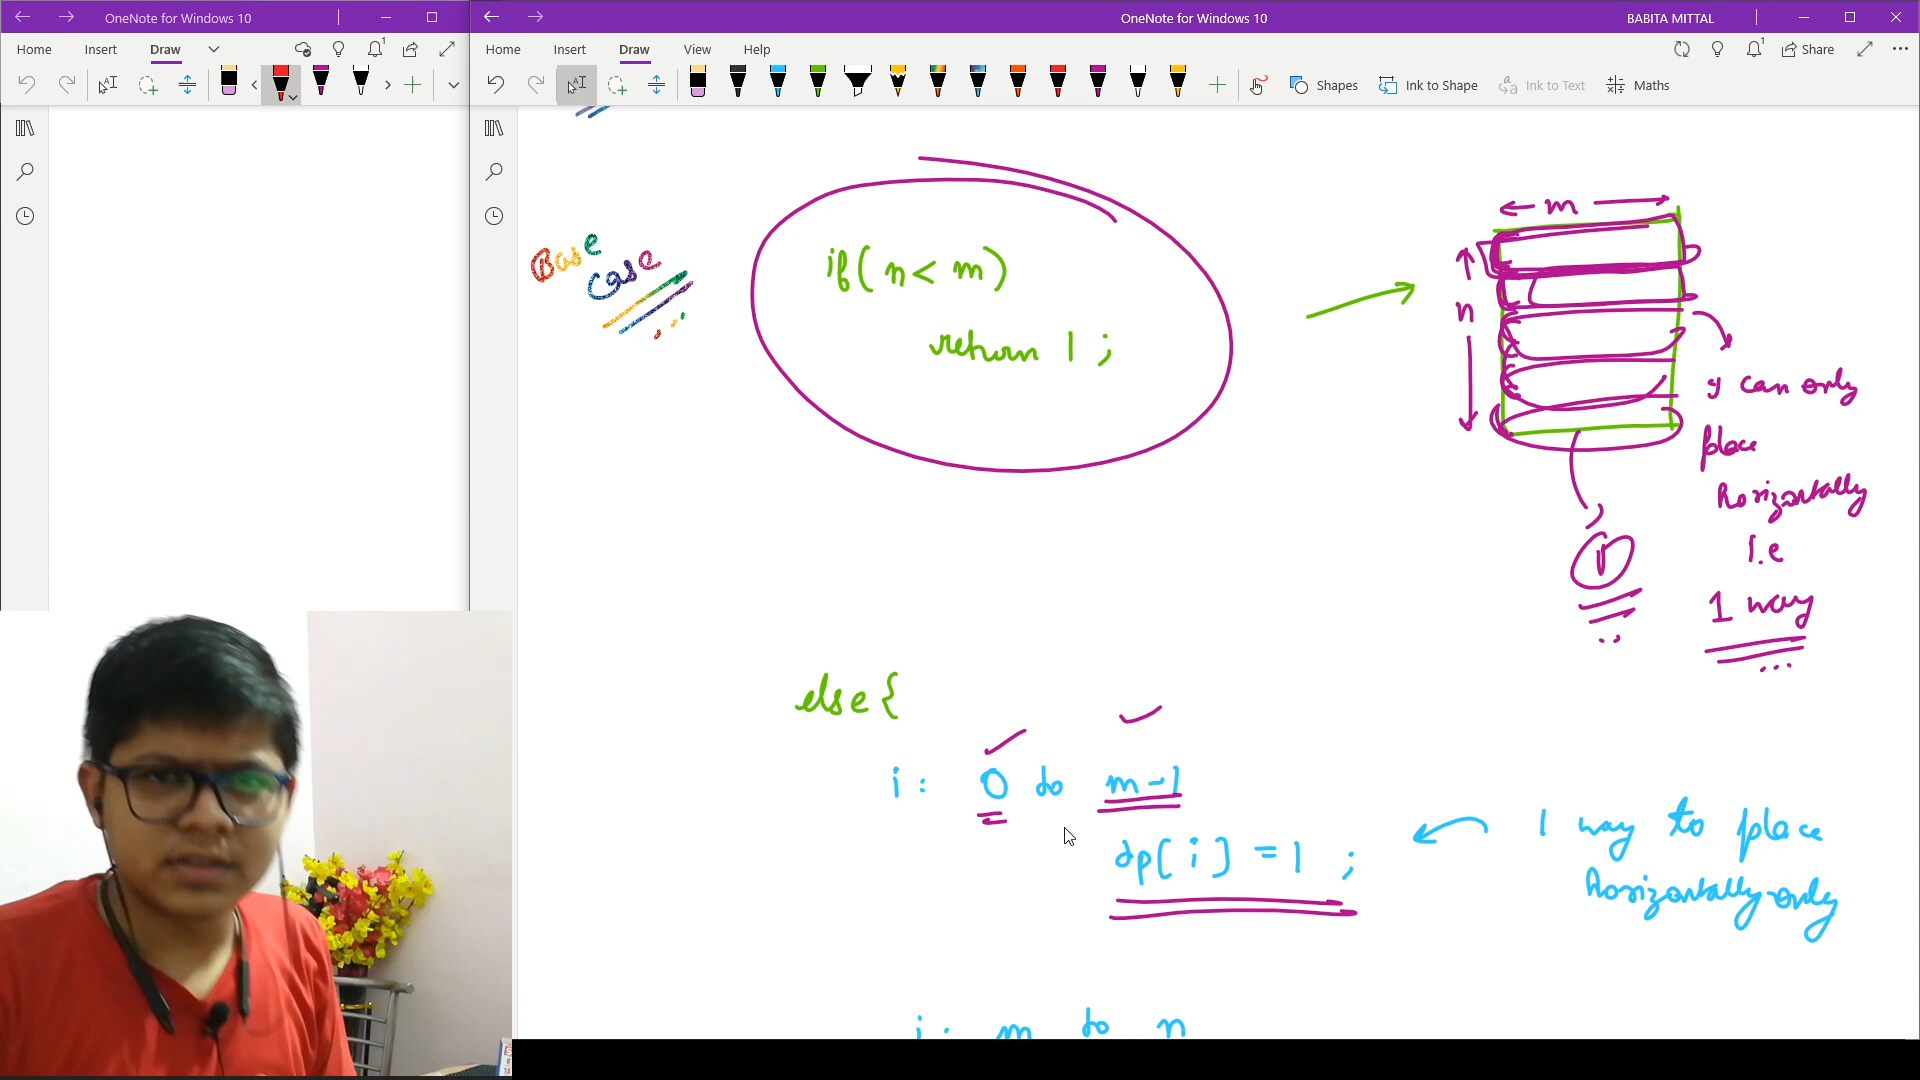 OneNote for Windows 10
OneNote for Windows 10
BABITA MITTAL
Home Insert Draw
Home Insert Draw View Help
1
1
Share
Shapes
Ink to Shape
Ink to Text
Maths
Base
Case
if( n < m)
return 1 ;
m
n
y can only
place
Horizontally
I.e
1 way
1
else {
i : 0 to m-1
dp[ i ] = 1 ;
1 way to place
Horizontally only
i : m to n